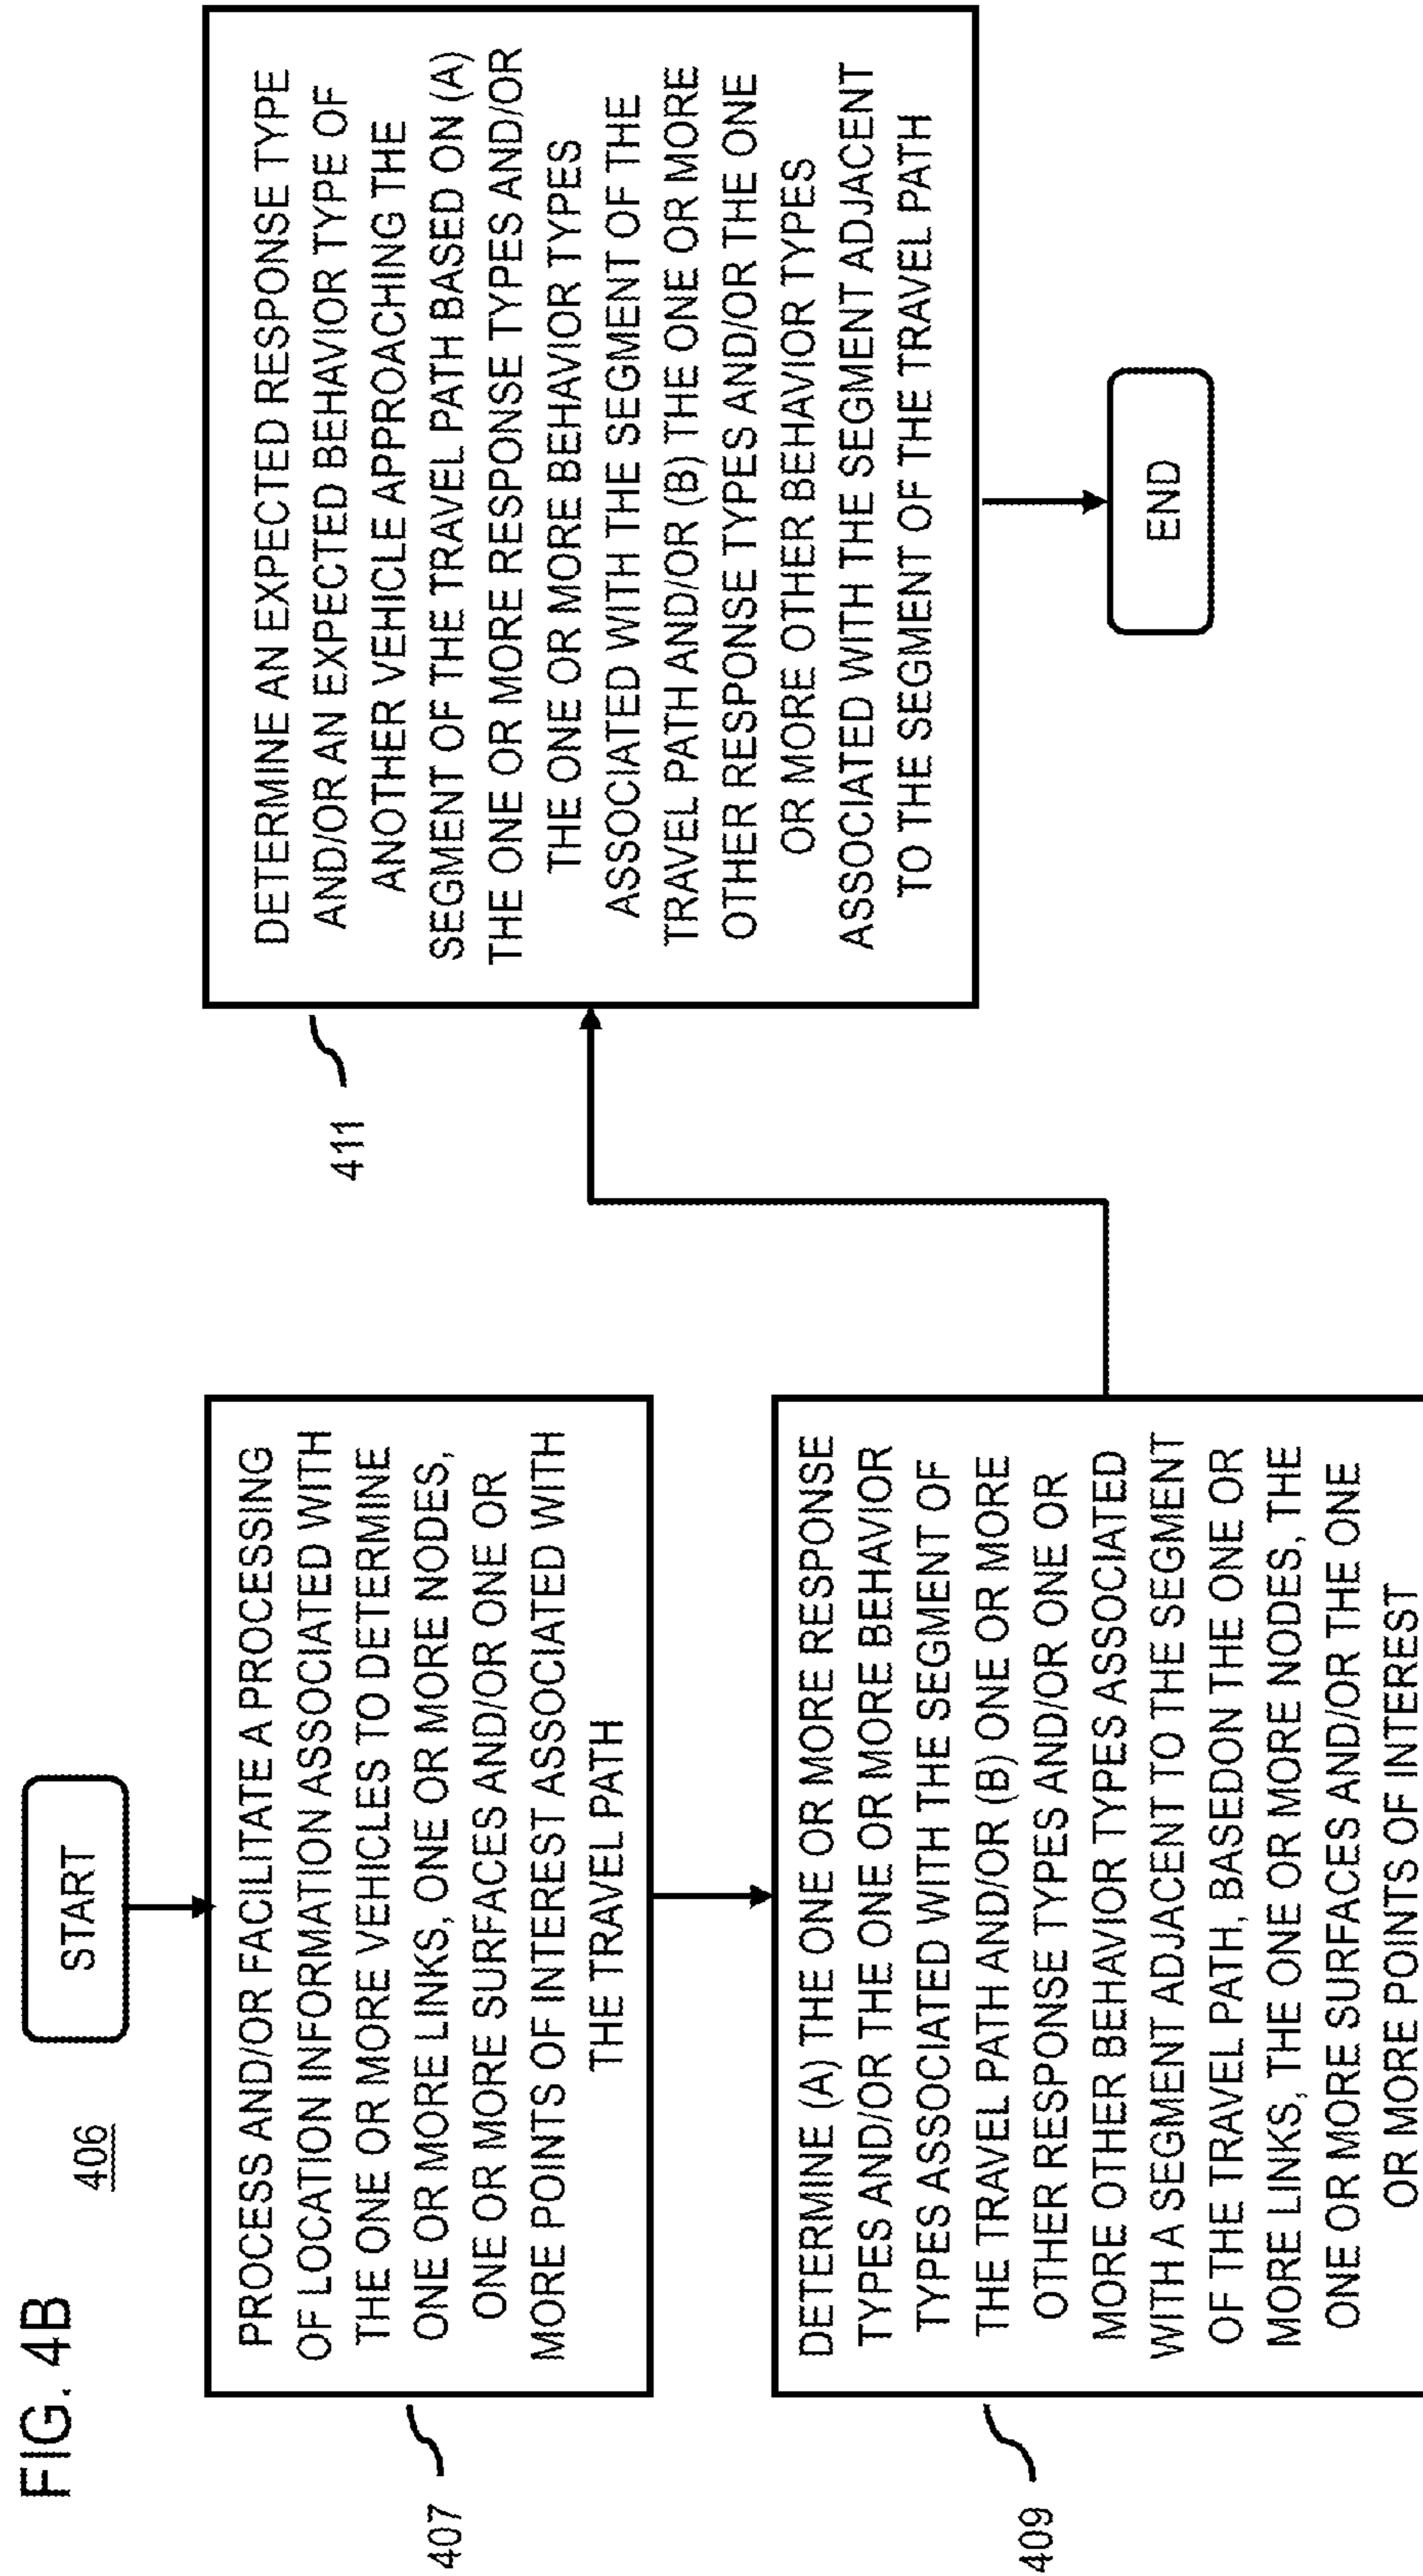 FIG. 4B
406
START
407
PROCESS AND/OR FACILITATE A PROCESSING
OF LOCATION INFORMATION ASSOCIATED WITH
THE ONE OR MORE VEHICLES TO DETERMINE
ONE OR MORE LINKS, ONE OR MORE NODES,
ONE OR MORE SURFACES AND/OR ONE OR
MORE POINTS OF INTEREST ASSOCIATED WITH
THE TRAVEL PATH
409
DETERMINE (A) THE ONE OR MORE RESPONSE
TYPES AND/OR THE ONE OR MORE BEHAVIOR
TYPES ASSOCIATED WITH THE SEGMENT OF
THE TRAVEL PATH AND/OR (B) ONE OR MORE
OTHER RESPONSE TYPES AND/OR ONE OR
MORE OTHER BEHAVIOR TYPES ASSOCIATED
WITH A SEGMENT ADJACENT TO THE SEGMENT
OF THE TRAVEL PATH, BASEDON THE ONE OR
MORE LINKS, THE ONE OR MORE NODES, THE
ONE OR MORE SURFACES AND/OR THE ONE
OR MORE POINTS OF INTEREST
411
DETERMINE AN EXPECTED RESPONSE TYPE
AND/OR AN EXPECTED BEHAVIOR TYPE OF
ANOTHER VEHICLE APPROACHING THE
SEGMENT OF THE TRAVEL PATH BASED ON (A)
THE ONE OR MORE RESPONSE TYPES AND/OR
THE ONE OR MORE BEHAVIOR TYPES
ASSOCIATED WITH THE SEGMENT OF THE
TRAVEL PATH AND/OR (B) THE ONE OR MORE
OTHER RESPONSE TYPES AND/OR THE ONE
OR MORE OTHER BEHAVIOR TYPES
ASSOCIATED WITH THE SEGMENT ADJACENT
TO THE SEGMENT OF THE TRAVEL PATH
END